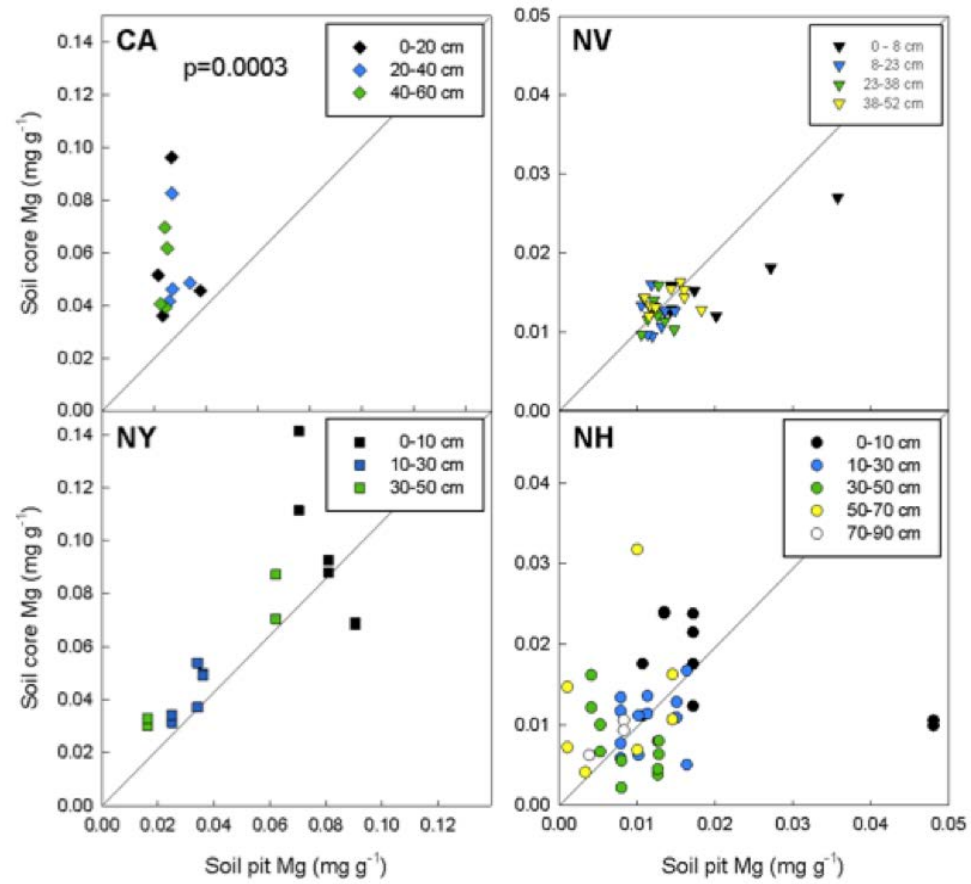 CA
p=0.0003
0-20 cm
20-40 cm
40-60 cm
0.14
0.12
0.10
0.08
0.06
0.04
0.02
0.00
Soil core Mg (mg g⁻¹)
NV
0 - 8 cm
8-23 cm
23-38 cm
38-52 cm
0.05
0.04
0.03
0.02
0.01
0.00
NY
0-10 cm
10-30 cm
30-50 cm
0.14
0.12
0.10
0.08
0.06
0.04
0.02
0.00
Soil core Mg (mg g⁻¹)
0.00 0.02 0.04 0.06 0.08 0.10 0.12
Soil pit Mg (mg g⁻¹)
NH
0-10 cm
10-30 cm
30-50 cm
50-70 cm
70-90 cm
0.04
0.03
0.02
0.01
0.00
0.00 0.01 0.02 0.03 0.04 0.05
Soil pit Mg (mg g⁻¹)